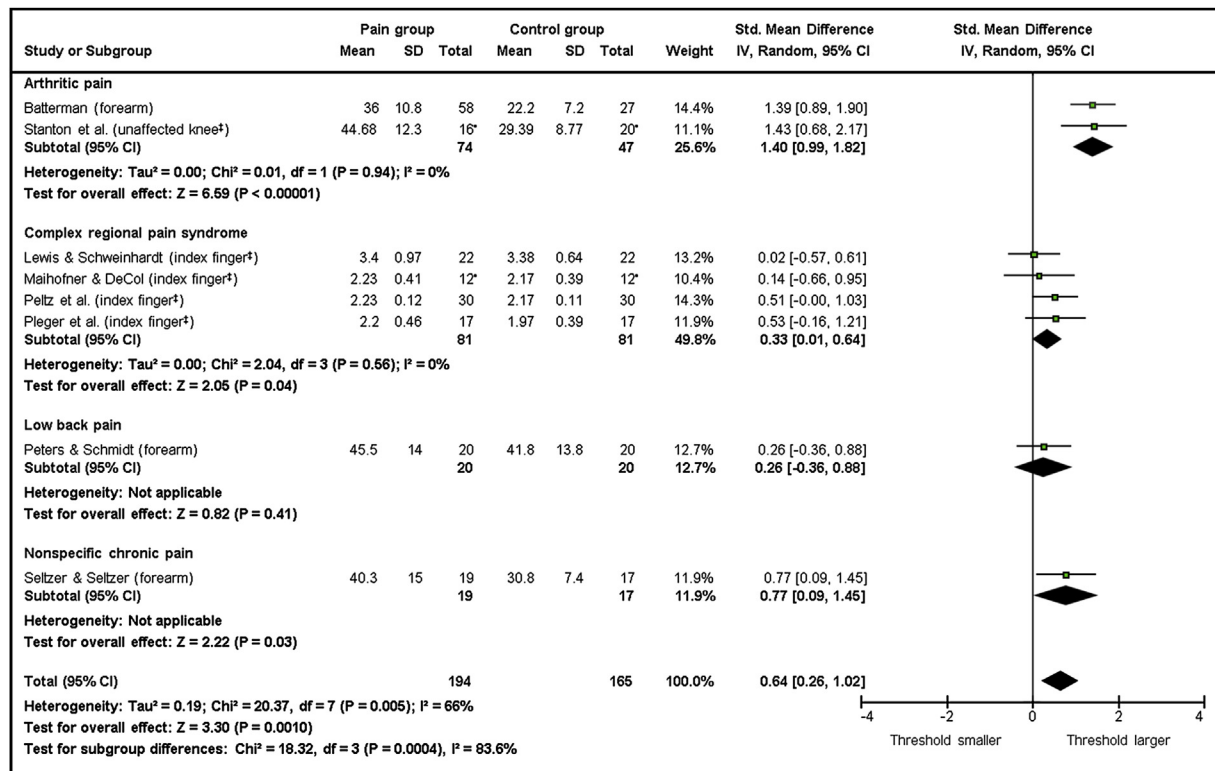 Pain group Control group Std. Mean Difference Std. Mean Difference
Study or Subgroup Mean SD Total Mean SD Total Weight IV, Random, 95% CI IV, Random, 95% CI
Arthritic pain
Batterman (forearm) 36 10.8 58 22.2 7.2 27 14.4% 1.39 [0.89, 1.90]
Stanton et al. (unaffected knee‡) 44.68 12.3 16* 29.39 8.77 20* 11.1% 1.43 [0.68, 2.17]
Subtotal (95% CI) 74 47 25.6% 1.40 [0.99, 1.82]
Heterogeneity: Tau² = 0.00; Chi² = 0.01, df = 1 (P = 0.94); I² = 0%
Test for overall effect: Z = 6.59 (P < 0.00001)
Complex regional pain syndrome
Lewis & Schweinhardt (index finger‡) 3.4 0.97 22 3.38 0.64 22 13.2% 0.02 [-0.57, 0.61]
Maihofner & DeCol (index finger‡) 2.23 0.41 12* 2.17 0.39 12* 10.4% 0.14 [-0.66, 0.95]
Peltz et al. (index finger‡) 2.23 0.12 30 2.17 0.11 30 14.3% 0.51 [-0.00, 1.03]
Pleger et al. (index finger‡) 2.2 0.46 17 1.97 0.39 17 11.9% 0.53 [-0.16, 1.21]
Subtotal (95% CI) 81 81 49.8% 0.33 [0.01, 0.64]
Heterogeneity: Tau² = 0.00; Chi² = 2.04, df = 3 (P = 0.56); I² = 0%
Test for overall effect: Z = 2.05 (P = 0.04)
Low back pain
Peters & Schmidt (forearm) 45.5 14 20 41.8 13.8 20 12.7% 0.26 [-0.36, 0.88]
Subtotal (95% CI) 20 20 12.7% 0.26 [-0.36, 0.88]
Heterogeneity: Not applicable
Test for overall effect: Z = 0.82 (P = 0.41)
Nonspecific chronic pain
Seltzer & Seltzer (forearm) 40.3 15 19 30.8 7.4 17 11.9% 0.77 [0.09, 1.45]
Subtotal (95% CI) 19 17 11.9% 0.77 [0.09, 1.45]
Heterogeneity: Not applicable
Test for overall effect: Z = 2.22 (P = 0.03)
Total (95% CI) 194 165 100.0% 0.64 [0.26, 1.02]
Heterogeneity: Tau² = 0.19; Chi² = 20.37, df = 7 (P = 0.005); I² = 66%
Test for overall effect: Z = 3.30 (P = 0.0010)
Test for subgroup differences: Chi² = 18.32, df = 3 (P = 0.0004), I² = 83.6%
-4 -2 0 2 4
Threshold smaller Threshold larger